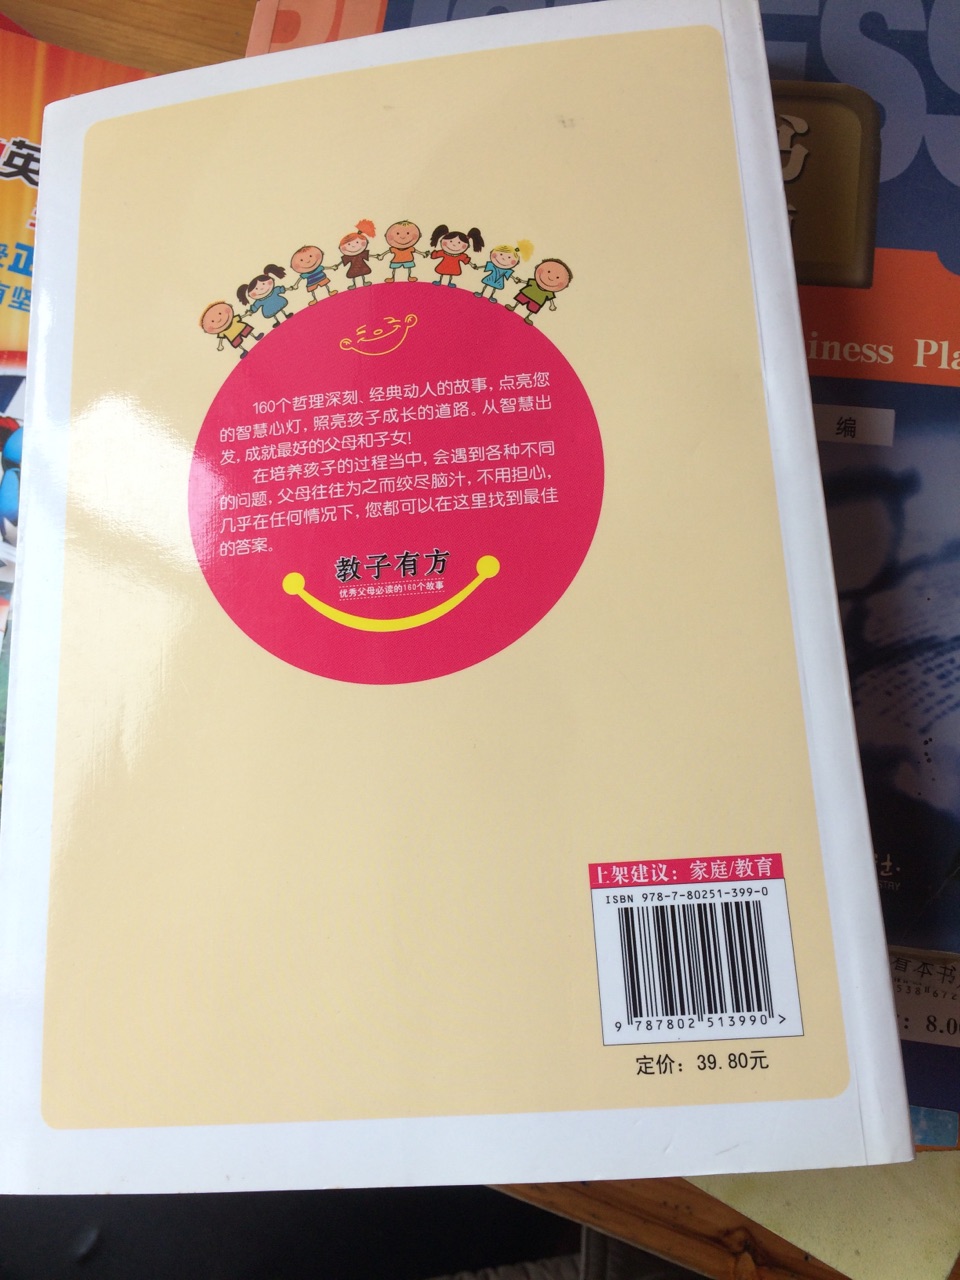 160个哲理深刻、经典动人的故事，点亮您
的智慧心灯，照亮孩子成长的道路。从智慧出
发，成就最好的父母和子女！
在培养孩子的过程当中，会遇到各种不同
的问题，父母往往为之而绞尽脑汁，不用担心，
几乎在任何情况下，您都可以在这里找到最佳
的答案。
教子有方
优秀父母必读的160个故事
上架建议：家庭/教育
ISBN 978-7-80251-399-0
9 787802 513990 >
定价：39.80元
英
iness Pla
编
有本书
8.0